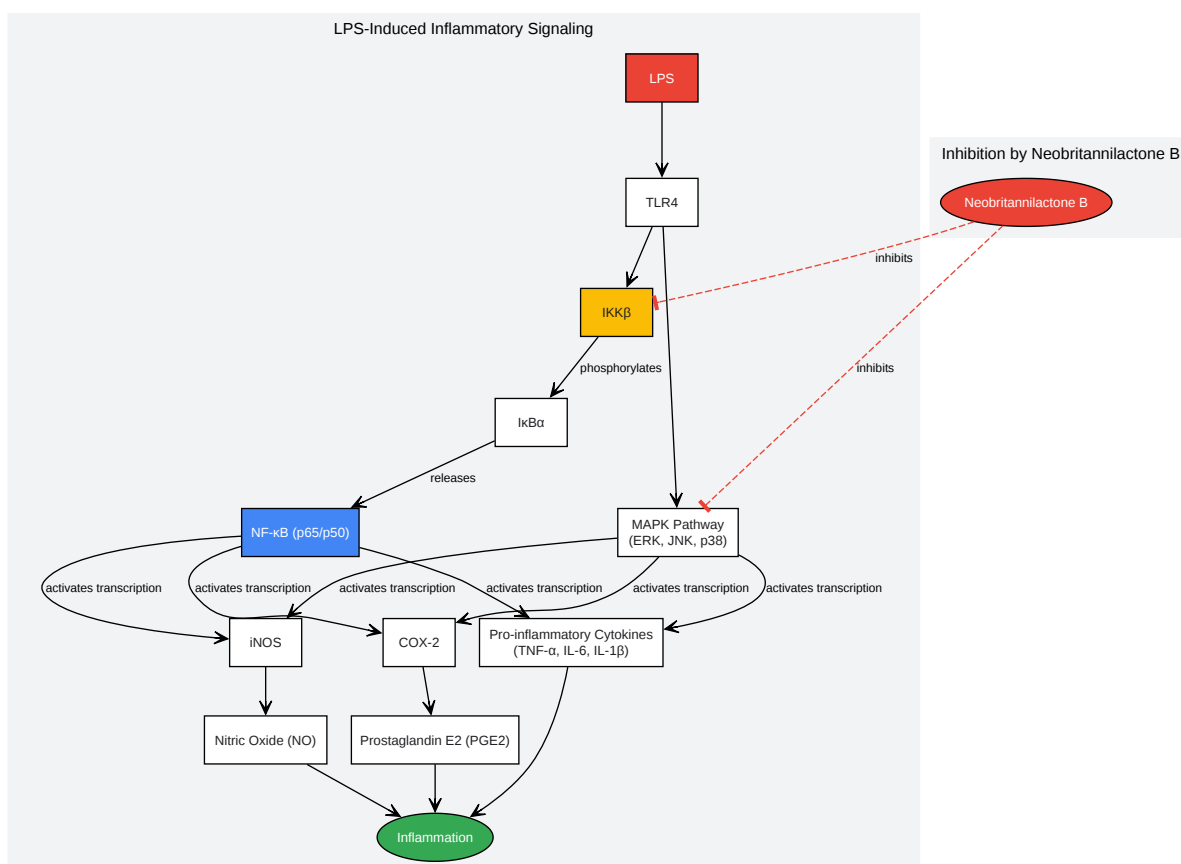 LPS-Induced Inflammatory Signaling
LPS
Inhibition by Neobritannilactone B
TLR4
Neobritannilactone B
inhibits
IKKβ
phosphorylates
inhibits
IκBα
releases
NF-κB (p65/p50)
MAPK Pathway
(ERK, JNK, p38)
activates transcription
activates transcription
activates transcription
activates transcription
activates transcription
activates transcription
iNOS
COX-2
Pro-inflammatory Cytokines
(TNF-α, IL-6, IL-1β)
Nitric Oxide (NO)
Prostaglandin E2 (PGE2)
Inflammation